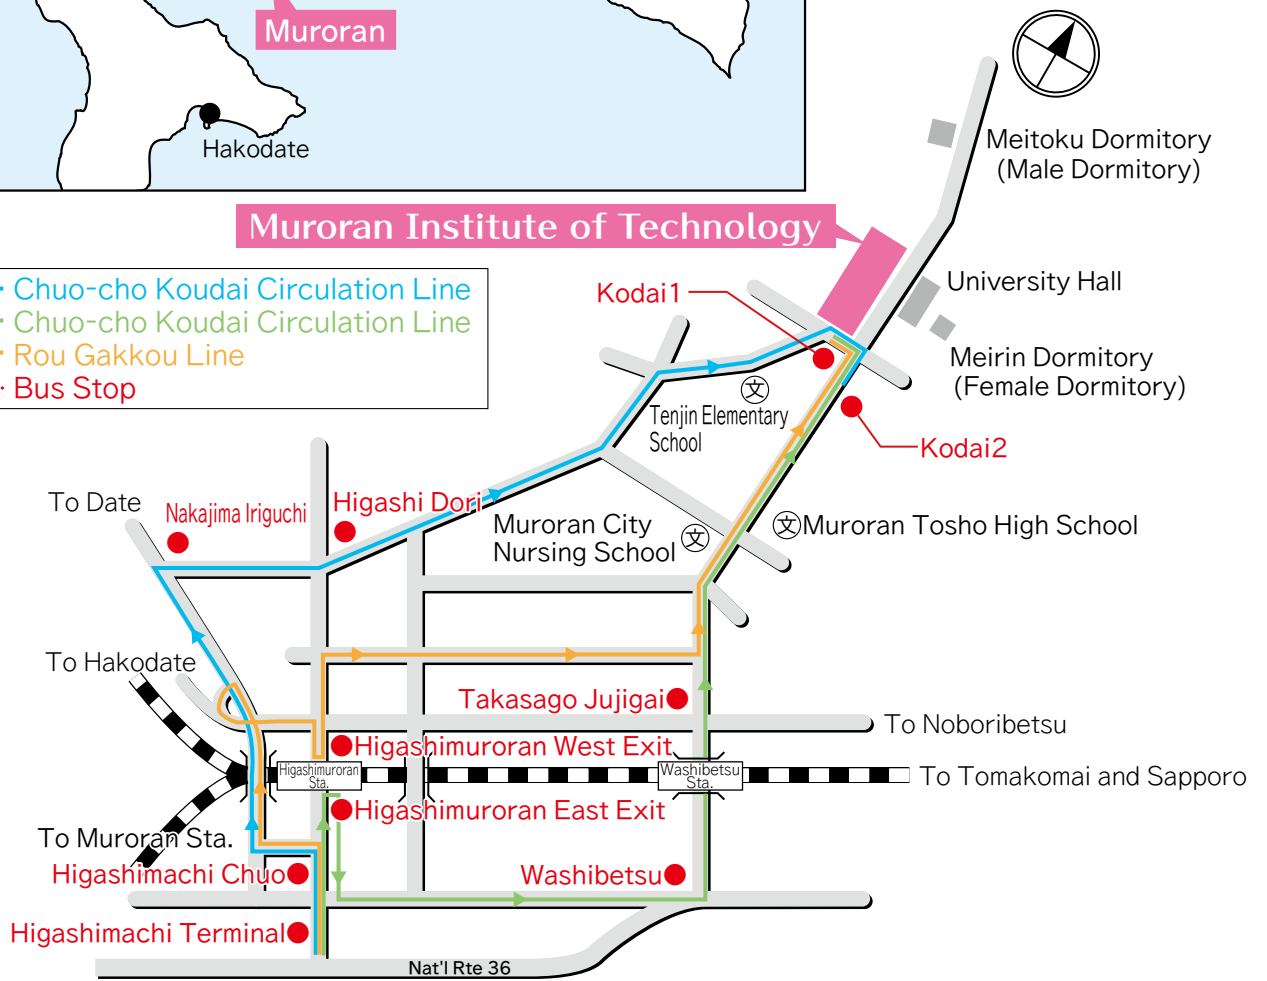 Muroran
Hakodate
Meitoku Dormitory
(Male Dormitory)
Muroran Institute of Technology
Chuo-cho Koudai Circulation Line
Chuo-cho Koudai Circulation Line
Rou Gakkou Line
Bus Stop
Kodai1
University Hall
Meirin Dormitory
(Female Dormitory)
文
Tenjin Elementary
School
Kodai2
To Date
Nakajima Iriguchi
Higashi Dori
Muroran City
Nursing School
文
文
Muroran Tosho High School
To Hakodate
Takasago Jujigai
To Noboribetsu
Higashimuroran West Exit
Higashimuroran
Sta.
Washibetsu
Sta.
To Tomakomai and Sapporo
Higashimuroran East Exit
To Muroran Sta.
Higashimachi Chuo
Washibetsu
Higashimachi Terminal
Nat'l Rte 36